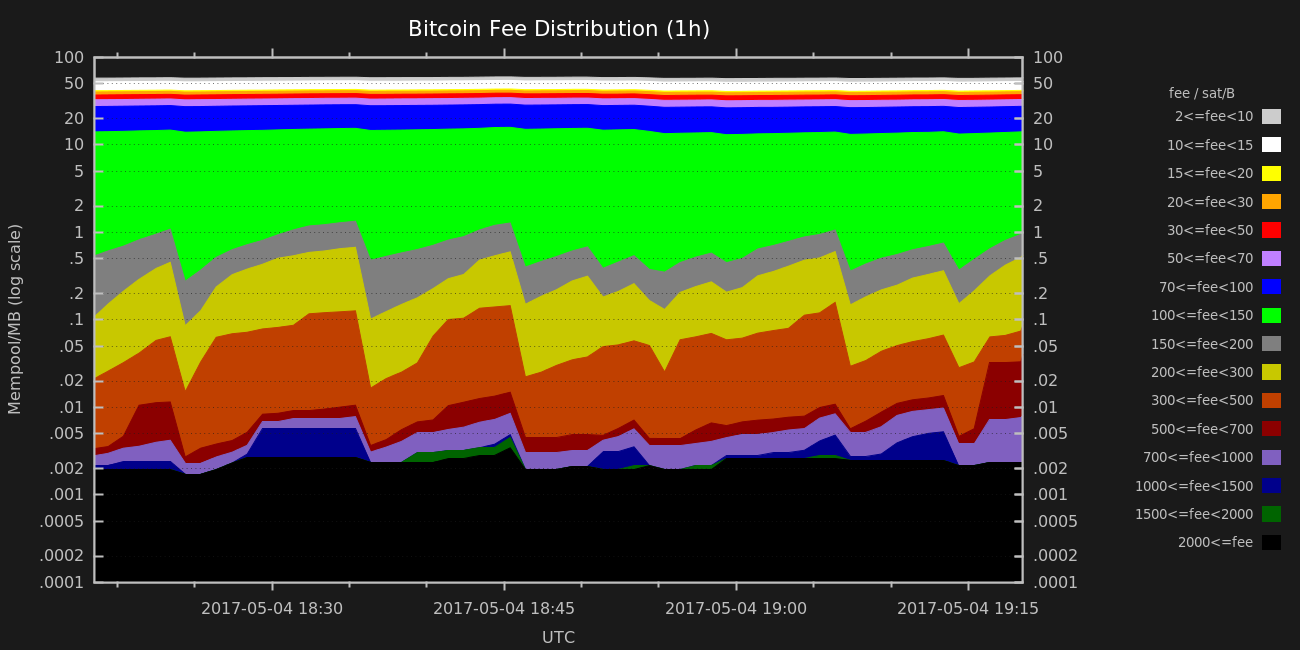 Bitcoin Fee Distribution (1h)
Mempool/MB (log scale)
100
50
20
10
5
2
1
.5
.2
.1
.05
.02
.01
.005
.002
.001
.0005
.0002
.0001
100
50
20
10
5
2
1
.5
.2
.1
.05
.02
.01
.005
.002
.001
.0005
.0002
.0001
2017-05-04 18:30
2017-05-04 18:45
2017-05-04 19:00
2017-05-04 19:15
UTC
fee / sat/B
2<=fee<10
10<=fee<15
15<=fee<20
20<=fee<30
30<=fee<50
50<=fee<70
70<=fee<100
100<=fee<150
150<=fee<200
200<=fee<300
300<=fee<500
500<=fee<700
700<=fee<1000
1000<=fee<1500
1500<=fee<2000
2000<=fee